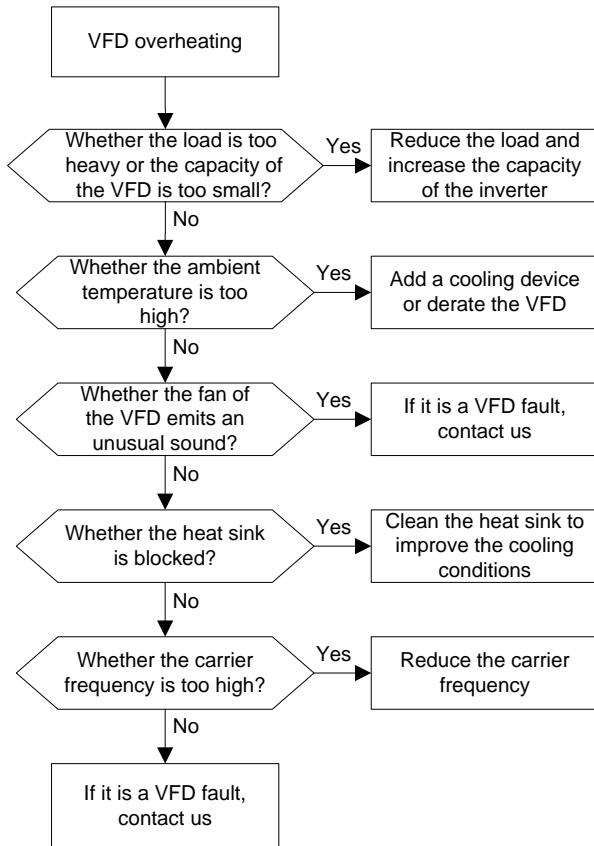 VFD overheating
Whether the load is too
heavy or the capacity of
the VFD is too small?
Yes
Reduce the load and
increase the capacity
of the inverter
No
Whether the ambient
temperature is too
high?
Yes
Add a cooling device
or derate the VFD
No
Whether the fan of
the VFD emits an
unusual sound?
Yes
If it is a VFD fault,
contact us
No
Whether the heat sink
is blocked?
Yes
Clean the heat sink to
improve the cooling
conditions
No
Whether the carrier
frequency is too high?
Yes
Reduce the carrier
frequency
No
If it is a VFD fault,
contact us